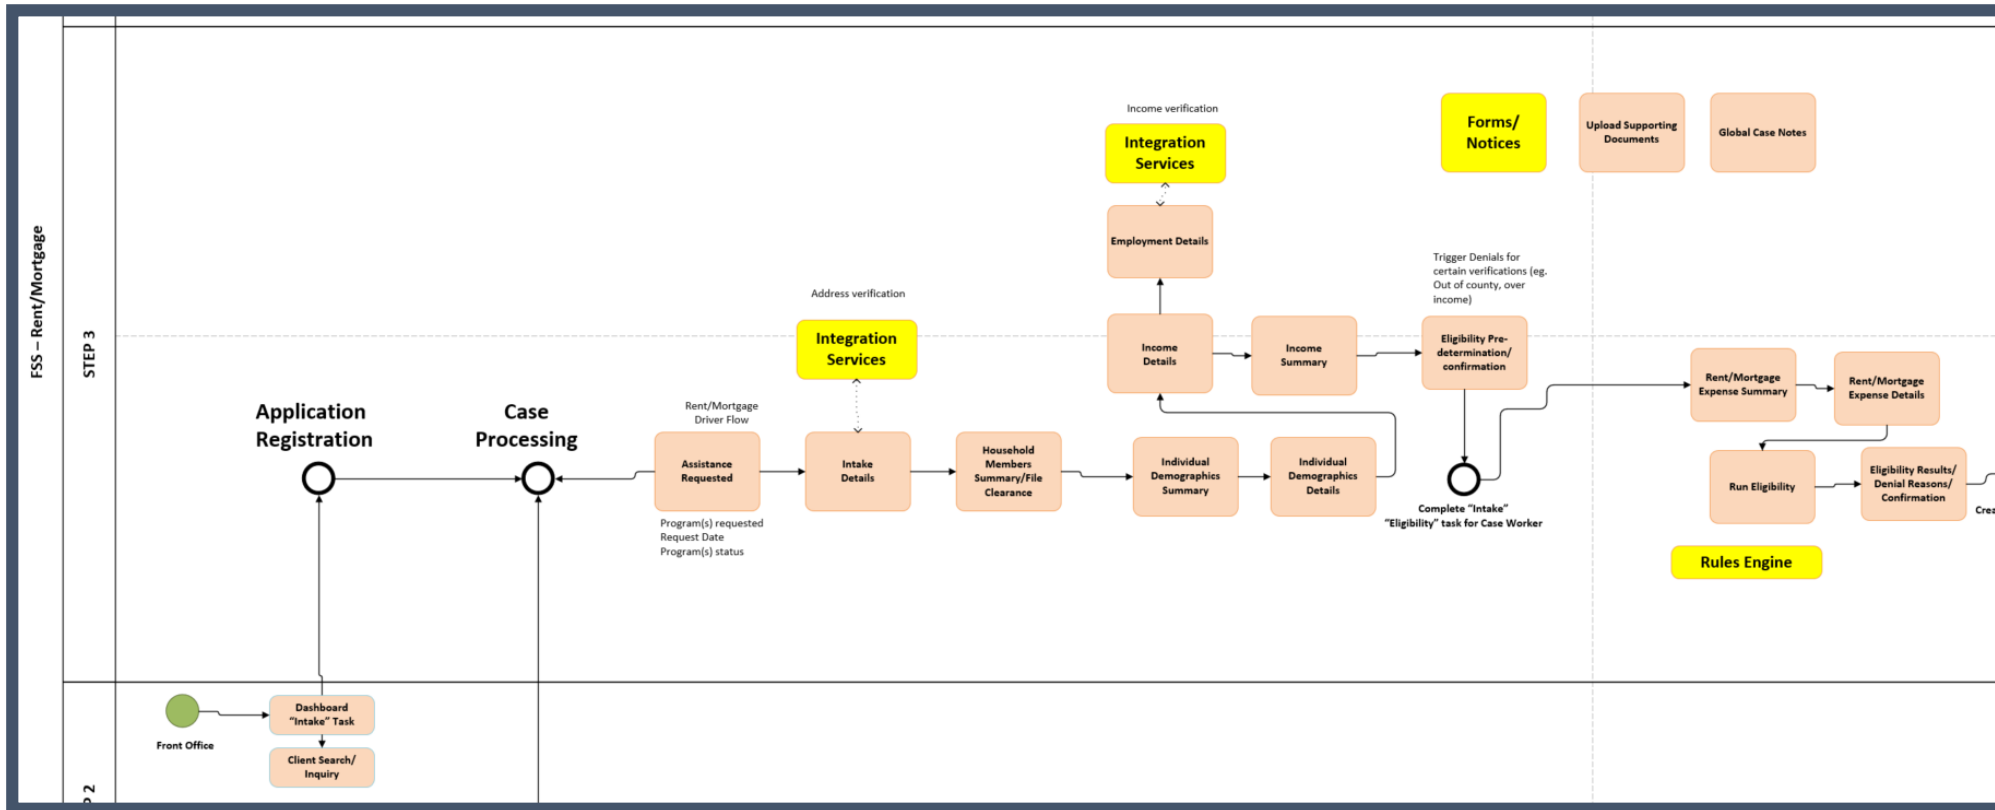 FSS – Rent/Mortgage
STEP 3
Income verification
Integration
Services
Forms/
Notices
Upload Supporting
Documents
Global Case Notes
Employment Details
Trigger Denials for
certain verifications (eg.
Out of county, over
income)
Address verification
Integration
Services
Income
Details
Income
Summary
Eligibility Pre-
determination/
confirmation
Rent/Mortgage
Expense Summary
Rent/Mortgage
Expense Details
Application
Registration
Case
Processing
Rent/Mortgage
Driver Flow
Assistance
Requested
Intake
Details
Household
Members
Summary/File
Clearance
Individual
Demographics
Summary
Individual
Demographics
Details
Complete “Intake”
“Eligibility” task for Case Worker
Run Eligibility
Eligibility Results/
Denial Reasons/
Confirmation
Crea
Program(s) requested
Request Date
Program(s) status
Rules Engine
Front Office
Dashboard
“Intake” Task
Client Search/
Inquiry
P 2